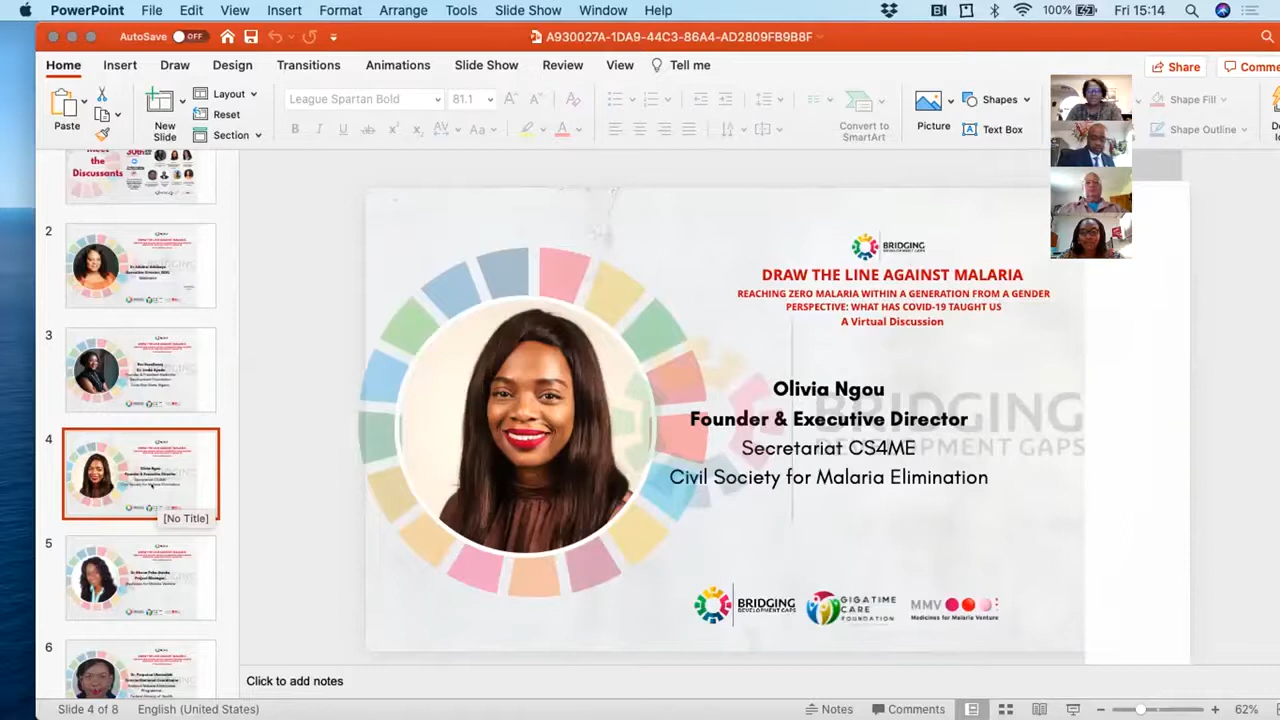 PowerPoint File Edit View Insert Format Arrange Tools Slide Show Window Help 100% Fri 15:14
AutoSave OFF A930027A-1DA9-44C3-86A4-AD2809FB9B8F
Home Insert Draw Design Transitions Animations Slide Show Review View Tell me Share Comme
Paste
New
Slide
Layout
Reset
Section
League Spartan Bold 81.1
Convert to
SmartArt
Picture
Shapes
Text Box
Shape Fill
Shape Outline
Meet
the
Discussants
2
3
4
[No Title]
5
6
BRIDGING
DRAW THE LINE AGAINST MALARIA
REACHING ZERO MALARIA WITHIN A GENERATION FROM A GENDER
PERSPECTIVE: WHAT HAS COVID-19 TAUGHT US
A Virtual Discussion
Olivia Ngou
Founder & Executive Director
Secretariat CS4ME
Civil Society for Malaria Elimination
BRIDGING
DEVELOPMENT GAPS
BRIDGING
DEVELOPMENT GAPS
GIGATIME
CARE
FOUNDATION
MMV
Medicines for Malaria Venture
Click to add notes
Slide 4 of 8 English (United States) Notes Comments 62%